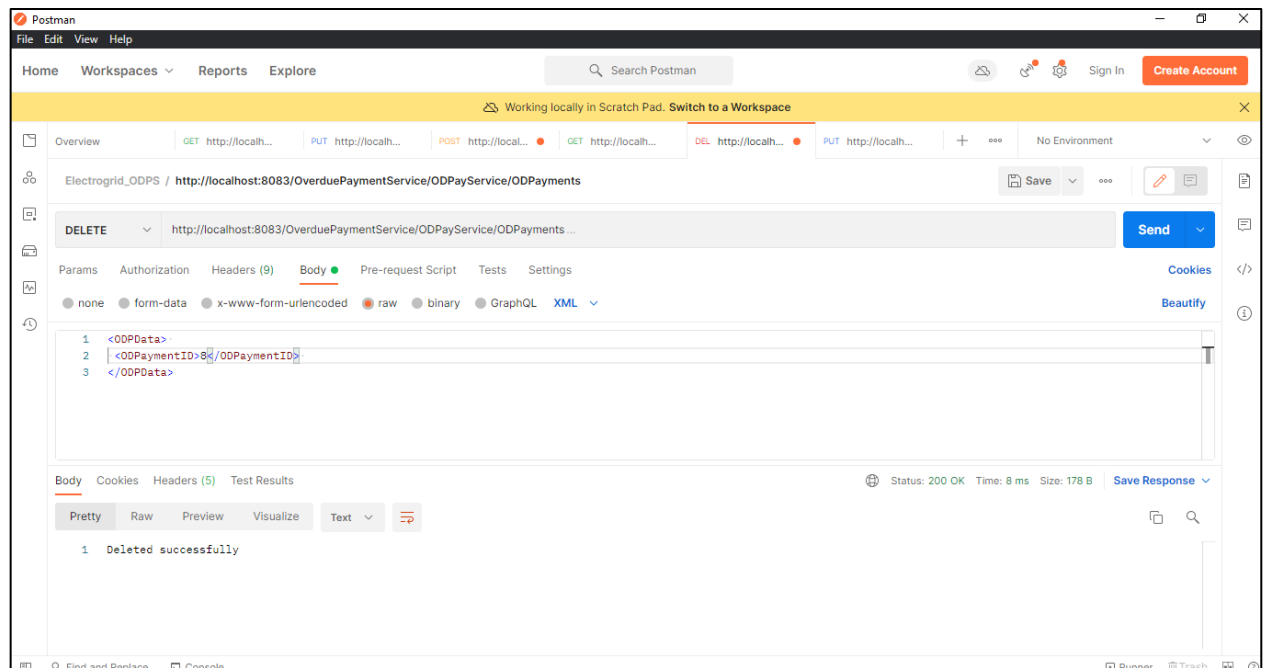 Postman
File Edit View Help
Home Workspaces Reports Explore Search Postman Sign In Create Account
Working locally in Scratch Pad. Switch to a Workspace
Overview GET http://localh... PUT http://localh... POST http://local... GET http://localh... DEL http://localh... PUT http://localh... No Environment
Electrogrid_ODPS / http://localhost:8083/OverduePaymentService/ODPayService/ODPayments Save
DELETE http://localhost:8083/OverduePaymentService/ODPayService/ODPayments... Send
Params Authorization Headers (9) Body Pre-request Script Tests Settings Cookies
none form-data x-www-form-urlencoded raw binary GraphQL XML Beautify
1 <ODPData>
2 <ODPaymentID>8</ODPaymentID>
3 </ODPData>
Body Cookies Headers (5) Test Results Status: 200 OK Time: 8 ms Size: 178 B Save Response
Pretty Raw Preview Visualize Text
1 Deleted successfully
Find and Replace Console Runner Trash